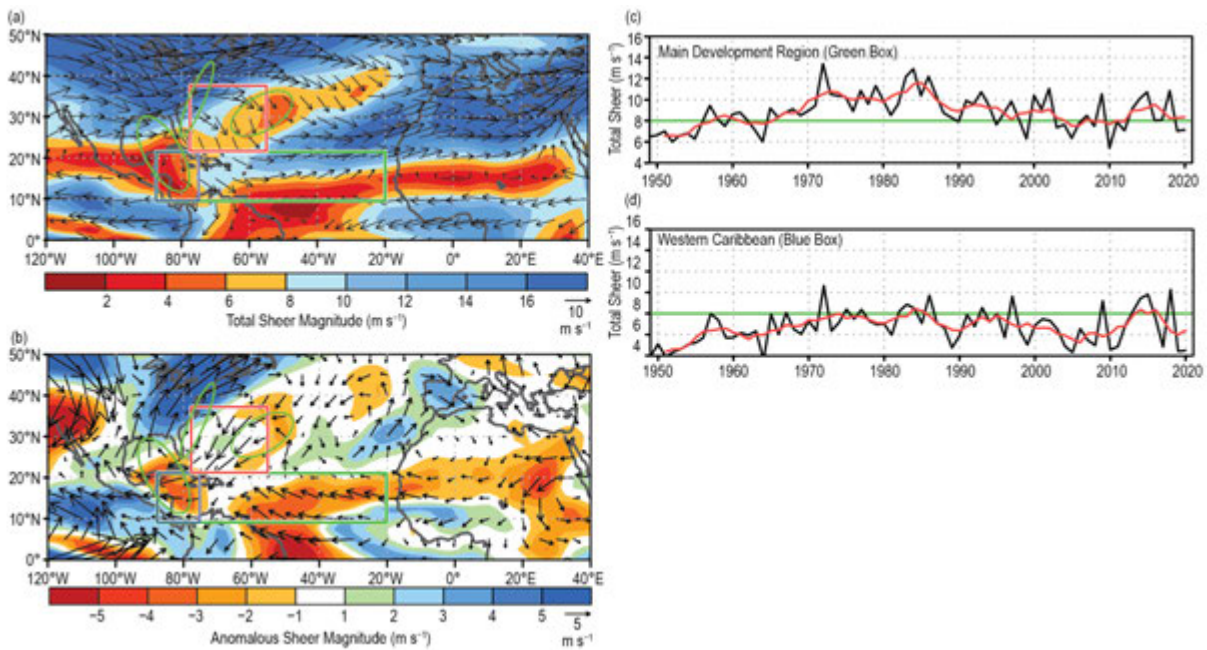 (a)
50°N
40°N
30°N
20°N
10°N
0°
120°W 100°W 80°W 60°W 40°W 20°W 0° 20°E 40°E
2 4 6 8 10 12 14 16 10
Total Sheer Magnitude (m s⁻¹) m s⁻¹
(b)
50°N
40°N
30°N
20°N
10°N
0°
120°W 100°W 80°W 60°W 40°W 20°W 0° 20°E 40°E
−5 −4 −3 −2 −1 1 2 3 4 5 5
Anomalous Sheer Magnitude (m s⁻¹) m s⁻¹
(c)
Main Development Region (Green Box)
Total Sheer (m s⁻¹)
16
14
12
10
8
6
4
1950 1960 1970 1980 1990 2000 2010 2020
(d)
Western Caribbean (Blue Box)
Total Sheer (m s⁻¹)
16
14
12
10
8
6
4
1950 1960 1970 1980 1990 2000 2010 2020